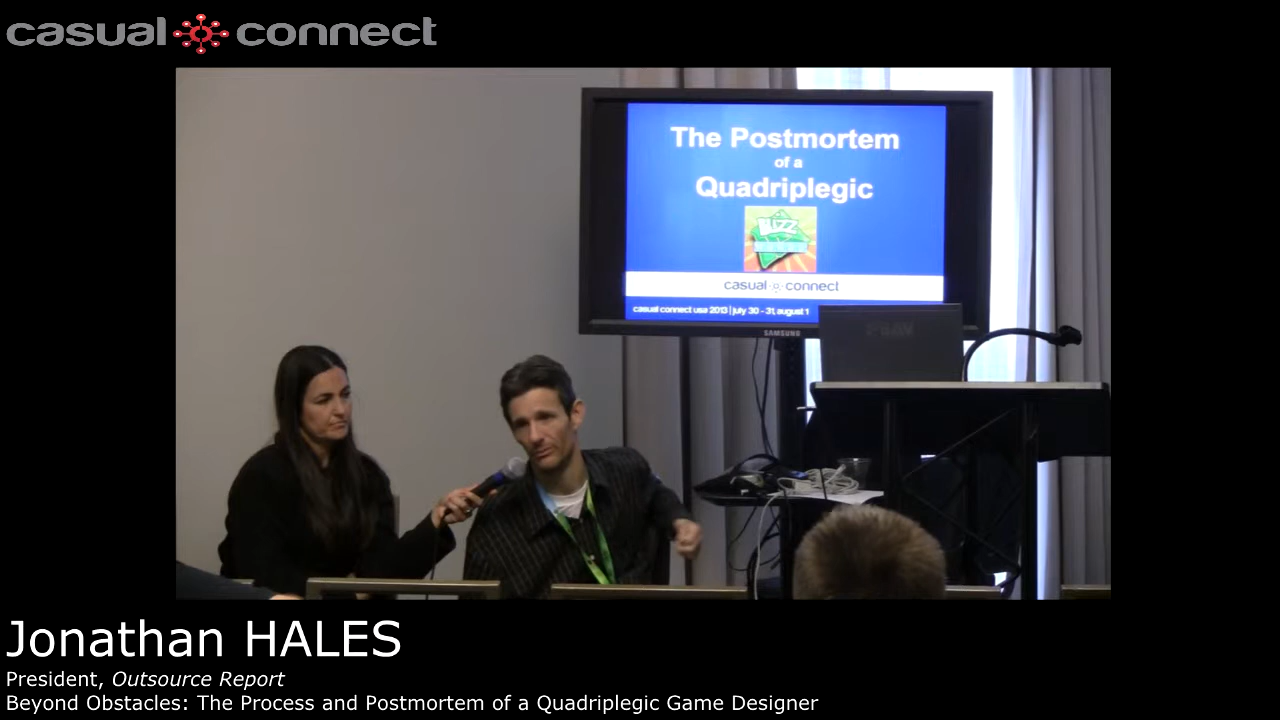 casual connect
The Postmortem
of a
Quadriplegic
BiZZ
casual connect
casual connect usa 2013 | july 30 - 31, august 1
SAMSUNG
Jonathan HALES
President, Outsource Report
Beyond Obstacles: The Process and Postmortem of a Quadriplegic Game Designer